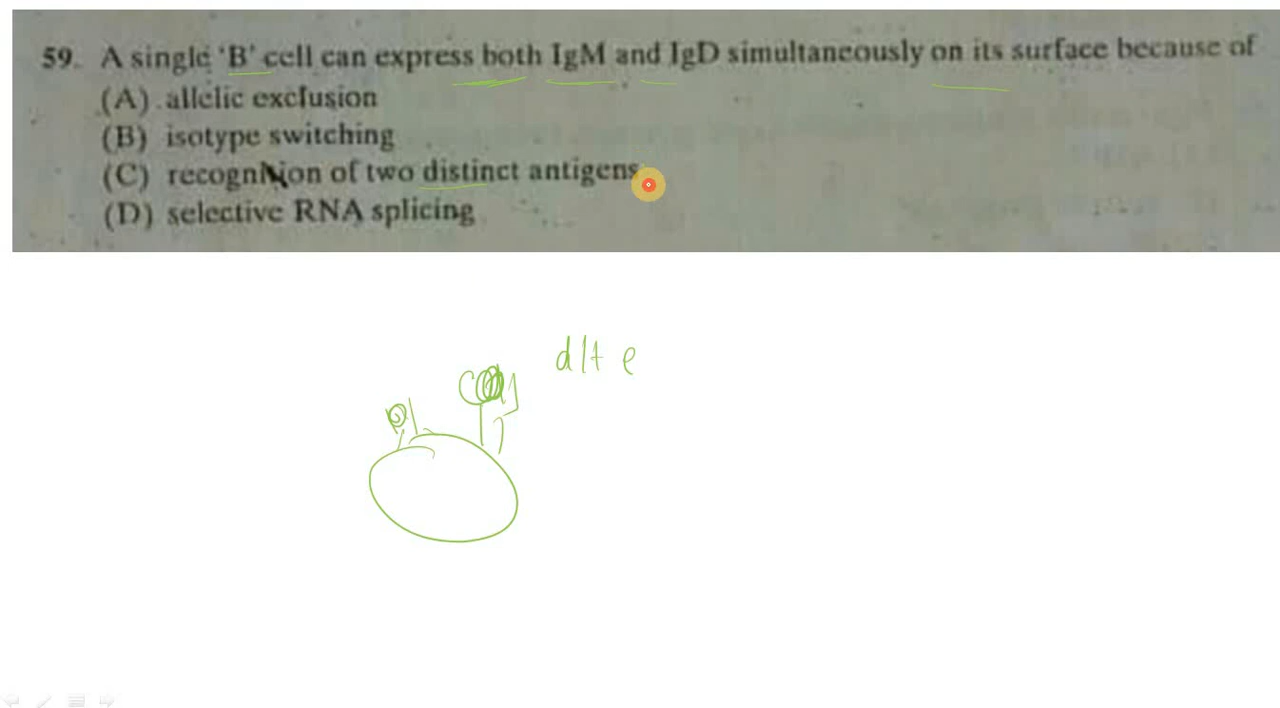 59. A single 'B' cell can express both IgM and IgD simultaneously on its surface because of
(A) allelic exclusion
(B) isotype switching
(C) recognition of two distinct antigens
(D) selective RNA splicing